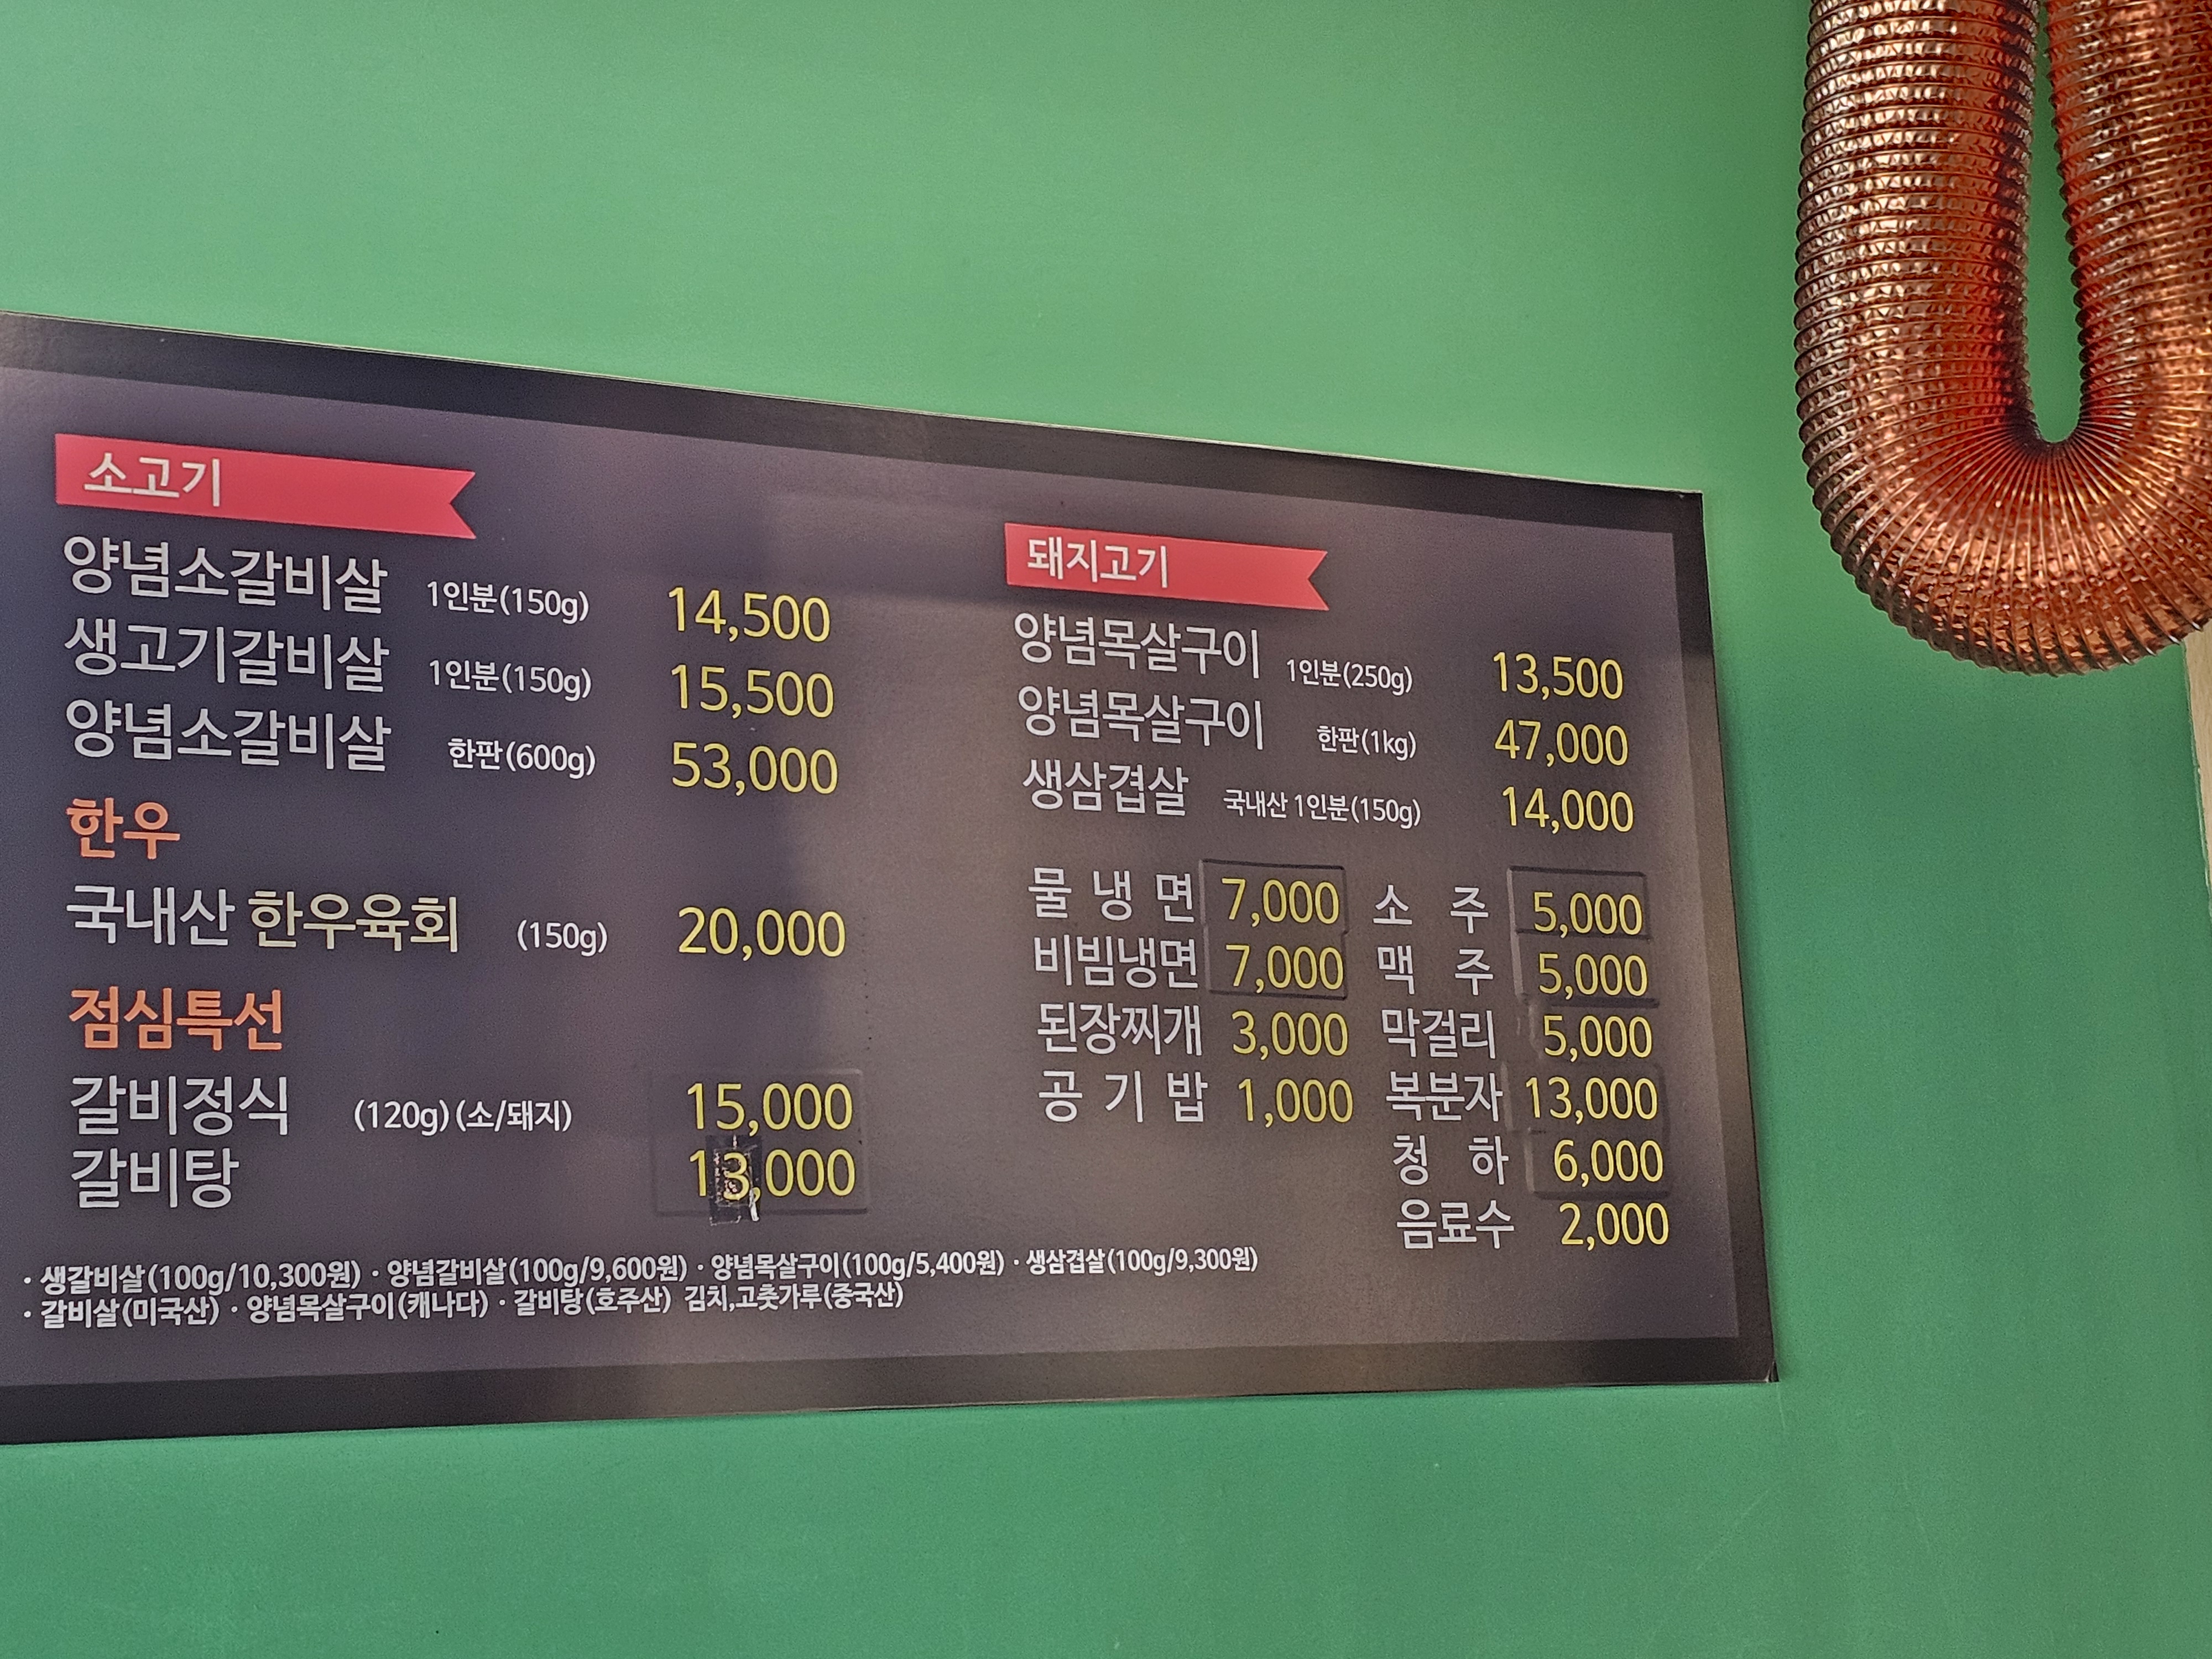 소고기
양념소갈비살 1인분(150g) 14,500
생고기갈비살 1인분(150g) 15,500
양념소갈비살 한판(600g) 53,000
한우
국내산 한우육회 (150g) 20,000
점심특선
갈비정식 (120g)(소/돼지) 15,000
갈비탕 13,000
돼지고기
양념목살구이 1인분(250g) 13,500
양념목살구이 한판(1kg) 47,000
생삼겹살 국내산 1인분(150g) 14,000
물냉면 7,000 소주 5,000
비빔냉면 7,000 맥주 5,000
된장찌개 3,000 막걸리 5,000
공기밥 1,000 복분자 13,000
청하 6,000
음료수 2,000
· 생갈비살(100g/10,300원) · 양념갈비살(100g/9,600원) · 양념목살구이(100g/5,400원) · 생삼겹살(100g/9,300원)
· 갈비살(미국산) · 양념목살구이(캐나다) · 갈비탕(호주산) 김치,고춧가루(중국산)